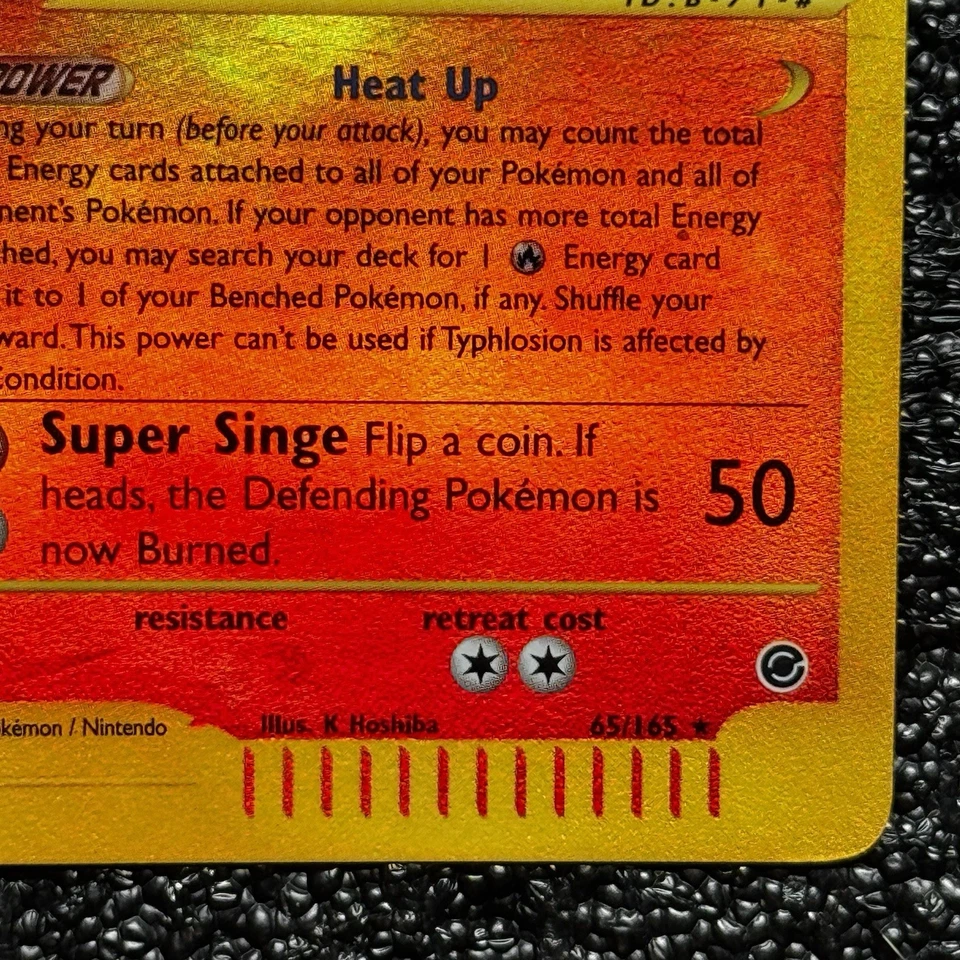 POWER Heat Up
ng your turn (before your attack), you may count the total
Energy cards attached to all of your Pokémon and all of
nent's Pokémon. If your opponent has more total Energy
hed, you may search your deck for 1 Energy card
it to 1 of your Benched Pokémon, if any. Shuffle your
ward. This power can't be used if Typhlosion is affected by
Condition.
Super Singe Flip a coin. If
heads, the Defending Pokémon is
now Burned.
50
resistance retreat cost
okémon / Nintendo Illus. K Hoshiba 65/165 ★